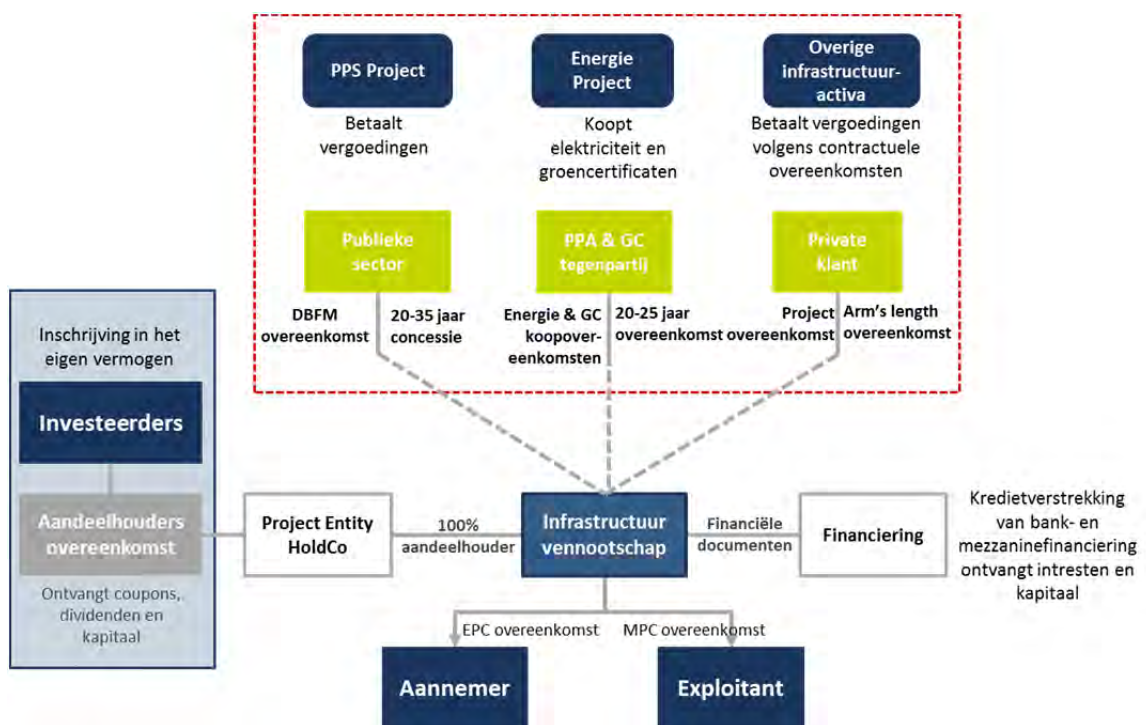 PPS Project
Energie
Project
Overige
infrastructuur-
activa
Betaalt
vergoedingen
Koopt
elektriciteit en
groencertificaten
Betaalt vergoedingen
volgens contractuele
overeenkomsten
Publieke
sector
PPA & GC
tegenpartij
Private
klant
DBFM
overeenkomst
20-35 jaar
concessie
Energie & GC
koopover-
eenkomsten
20-25 jaar
overeenkomst
Project
overeenkomst
Arm's length
overeenkomst
Inschrijving in het
eigen vermogen
Investeerders
Aandeelhouders
overeenkomst
Ontvangt coupons,
dividenden en
kapitaal
Project Entity
HoldCo
100%
aandeelhouder
Infrastructuur
vennootschap
Financiële
documenten
Financiering
Kredietverstrekking
van bank- en
mezzaninefinanciering
ontvangt intresten en
kapitaal
EPC overeenkomst
MPC overeenkomst
Aannemer
Exploitant